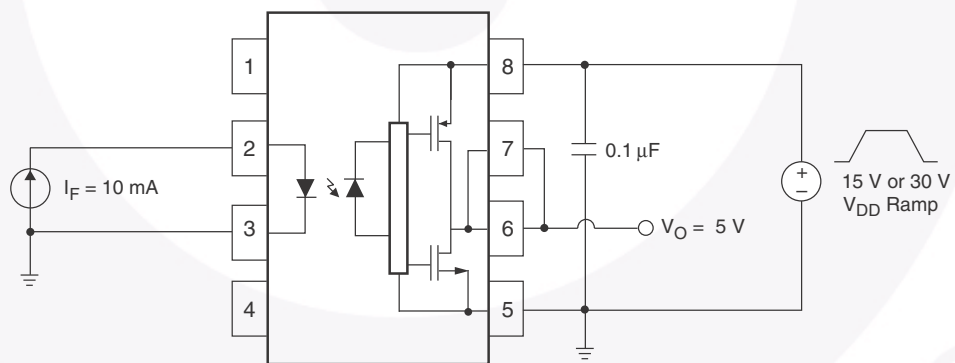 1
2
3
4
8
7
6
5
I_F = 10 mA
0.1 µF
V_O = 5 V
+
–
15 V or 30 V
V_DD Ramp